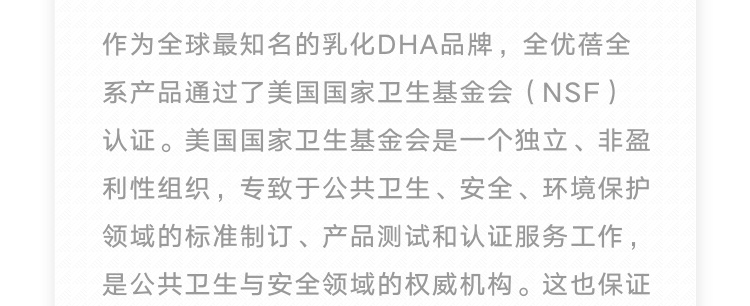 作为全球最知名的乳化DHA品牌，全优蓓全
系产品通过了美国国家卫生基金会（NSF）
认证。美国国家卫生基金会是一个独立、非盈
利性组织，专致于公共卫生、安全、环境保护
领域的标准制订、产品测试和认证服务工作，
是公共卫生与安全领域的权威机构。这也保证